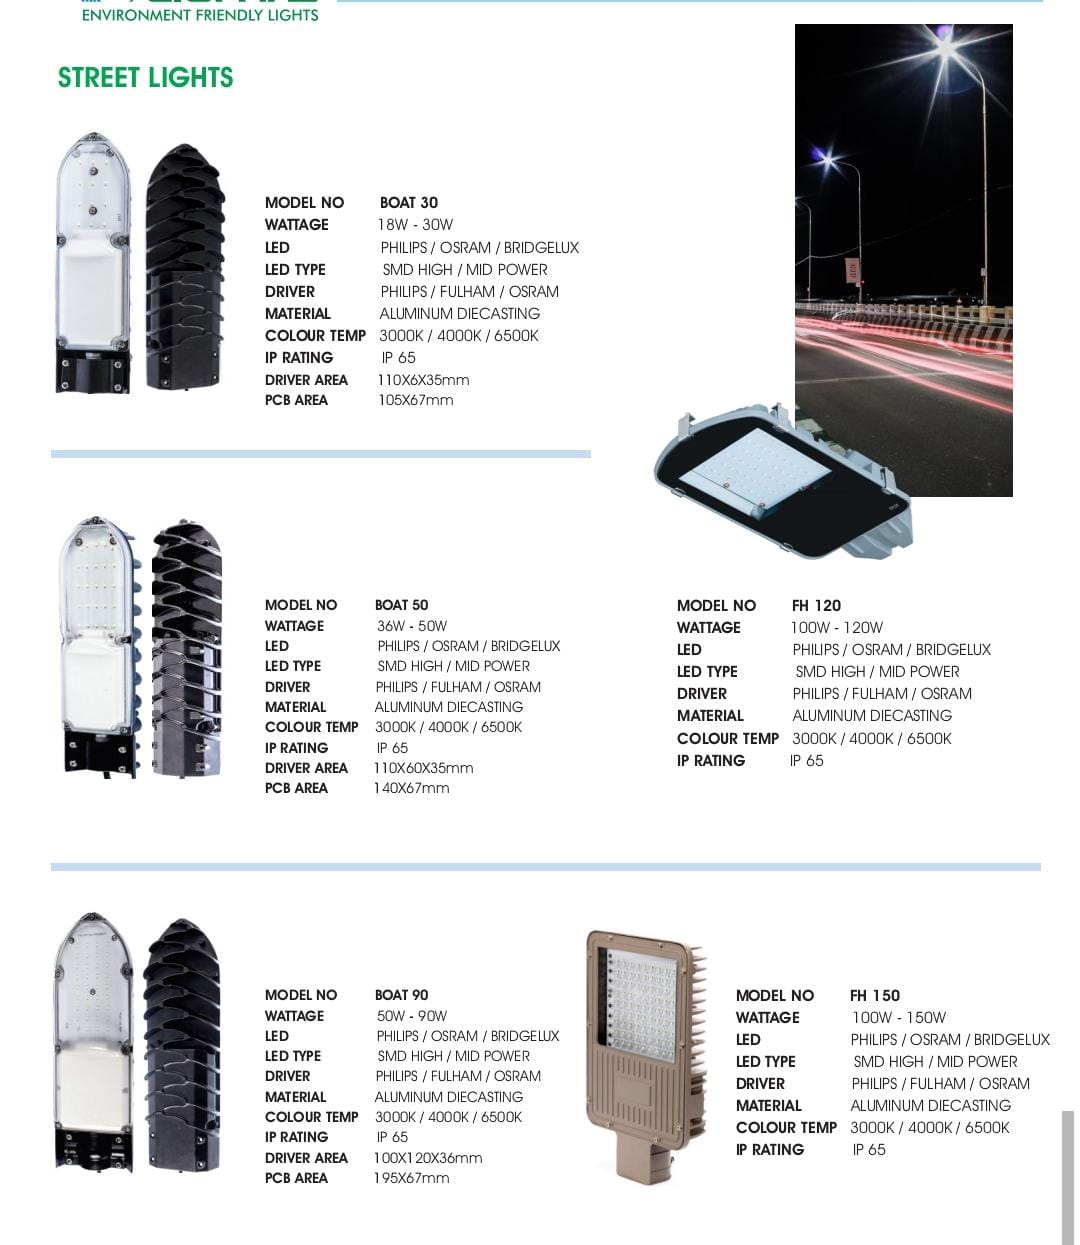 ENVIRONMENT FRIENDLY LIGHTS
STREET LIGHTS
MODEL NO BOAT 30
WATTAGE 18W - 30W
LED PHILIPS / OSRAM / BRIDGELUX
LED TYPE SMD HIGH / MID POWER
DRIVER PHILIPS / FULHAM / OSRAM
MATERIAL ALUMINUM DIECASTING
COLOUR TEMP 3000K / 4000K / 6500K
IP RATING IP 65
DRIVER AREA 110X6X35mm
PCB AREA 105X67mm
MODEL NO BOAT 50
WATTAGE 36W - 50W
LED PHILIPS / OSRAM / BRIDGELUX
LED TYPE SMD HIGH / MID POWER
DRIVER PHILIPS / FULHAM / OSRAM
MATERIAL ALUMINUM DIECASTING
COLOUR TEMP 3000K / 4000K / 6500K
IP RATING IP 65
DRIVER AREA 110X60X35mm
PCB AREA 140X67mm
MODEL NO FH 120
WATTAGE 100W - 120W
LED PHILIPS / OSRAM / BRIDGELUX
LED TYPE SMD HIGH / MID POWER
DRIVER PHILIPS / FULHAM / OSRAM
MATERIAL ALUMINUM DIECASTING
COLOUR TEMP 3000K / 4000K / 6500K
IP RATING IP 65
MODEL NO BOAT 90
WATTAGE 50W - 90W
LED PHILIPS / OSRAM / BRIDGELUX
LED TYPE SMD HIGH / MID POWER
DRIVER PHILIPS / FULHAM / OSRAM
MATERIAL ALUMINUM DIECASTING
COLOUR TEMP 3000K / 4000K / 6500K
IP RATING IP 65
DRIVER AREA 100X120X36mm
PCB AREA 195X67mm
MODEL NO FH 150
WATTAGE 100W - 150W
LED PHILIPS / OSRAM / BRIDGELUX
LED TYPE SMD HIGH / MID POWER
DRIVER PHILIPS / FULHAM / OSRAM
MATERIAL ALUMINUM DIECASTING
COLOUR TEMP 3000K / 4000K / 6500K
IP RATING IP 65